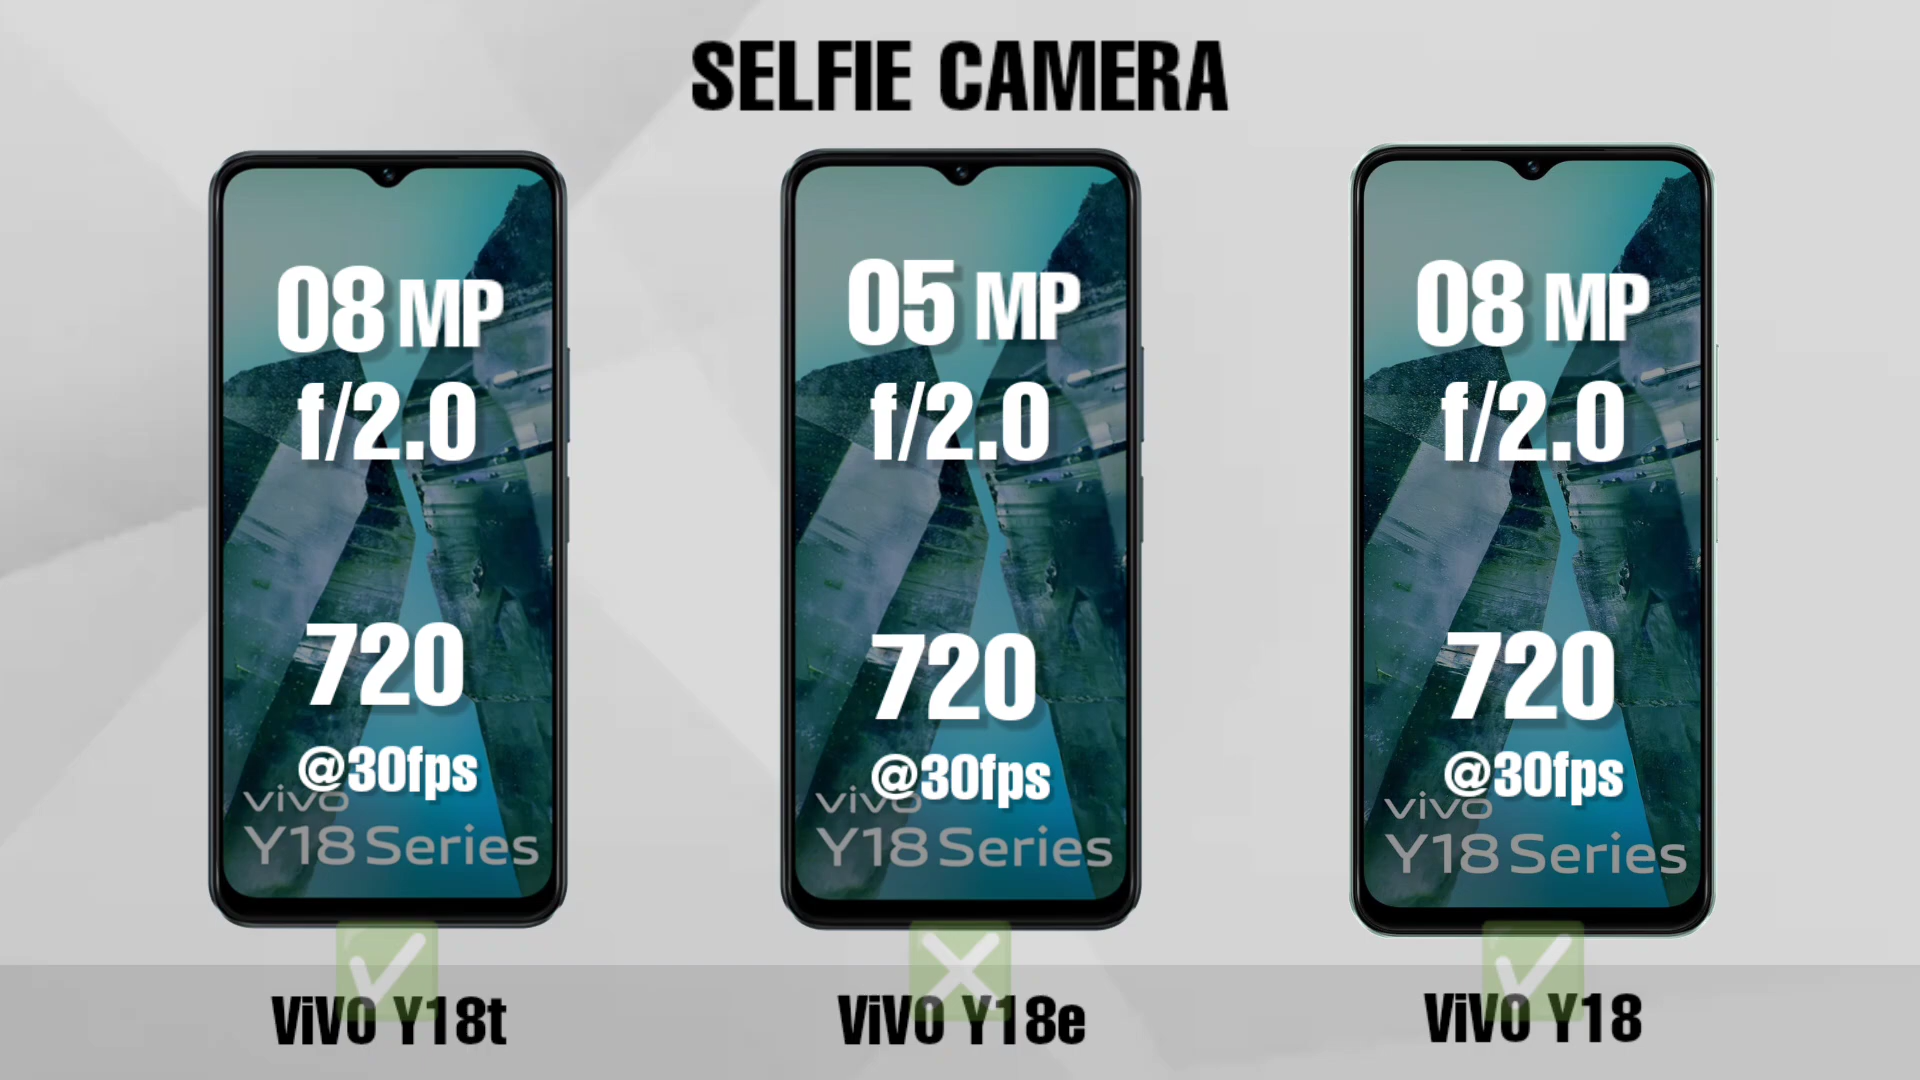 SELFIE CAMERA
08 MP
f/2.0
720
@30fps
vivo
Y18 Series
ViVO Y18t
05 MP
f/2.0
720
@30fps
vivo
Y18 Series
ViVO Y18e
08 MP
f/2.0
720
@30fps
vivo
Y18 Series
ViVO Y18